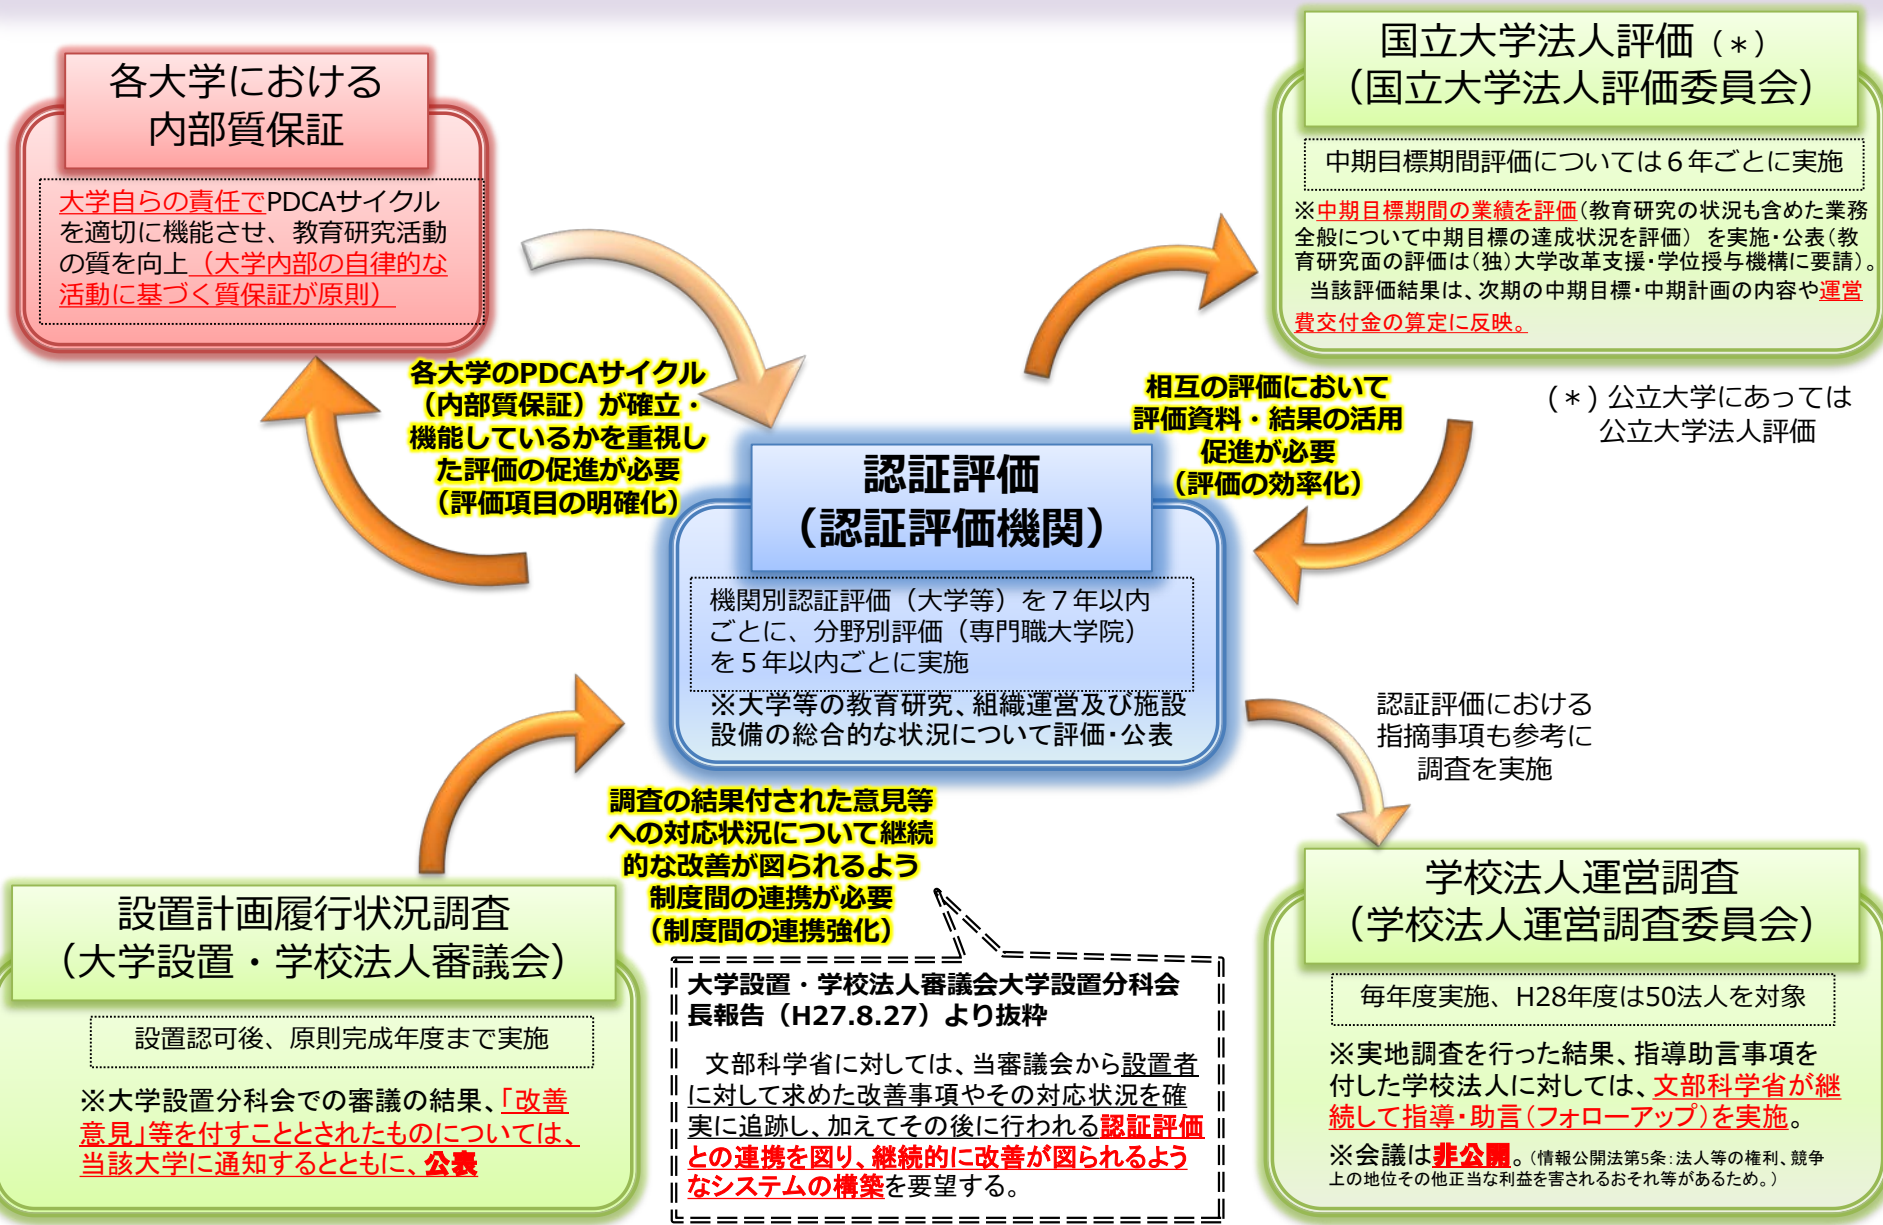 各大学における
内部質保証
大学自らの責任でPDCAサイクル
を適切に機能させ、教育研究活動
の質を向上（大学内部の自律的な
活動に基づく質保証が原則）
国立大学法人評価（＊）
（国立大学法人評価委員会）
中期目標期間評価については６年ごとに実施
※中期目標期間の業績を評価（教育研究の状況も含めた業務
全般について中期目標の達成状況を評価） を実施・公表（教
育研究面の評価は（独）大学改革支援・学位授与機構に要請）。
当該評価結果は、次期の中期目標・中期計画の内容や運営
費交付金の算定に反映。
（＊）公立大学にあっては
公立大学法人評価
各大学のPDCAサイクル
（内部質保証）が確立・
機能しているかを重視し
た評価の促進が必要
（評価項目の明確化）
相互の評価において
評価資料・結果の活用
促進が必要
（評価の効率化）
認証評価
（認証評価機関）
機関別認証評価（大学等）を７年以内
ごとに、分野別評価（専門職大学院）
を５年以内ごとに実施
※大学等の教育研究、組織運営及び施設
設備の総合的な状況について評価・公表
認証評価における
指摘事項も参考に
調査を実施
調査の結果付された意見等
への対応状況について継続
的な改善が図られるよう
制度間の連携が必要
（制度間の連携強化）
設置計画履行状況調査
（大学設置・学校法人審議会）
設置認可後、原則完成年度まで実施
※大学設置分科会での審議の結果、「改善
意見」等を付すこととされたものについては、
当該大学に通知するとともに、公表
大学設置・学校法人審議会大学設置分科会
長報告（H27.8.27）より抜粋
文部科学省に対しては、当審議会から設置者
に対して求めた改善事項やその対応状況を確
実に追跡し、加えてその後に行われる認証評価
との連携を図り、継続的に改善が図られるよう
なシステムの構築を要望する。
学校法人運営調査
（学校法人運営調査委員会）
毎年度実施、H28年度は50法人を対象
※実地調査を行った結果、指導助言事項を
付した学校法人に対しては、文部科学省が継
続して指導・助言（フォローアップ）を実施。
※会議は非公開。（情報公開法第5条：法人等の権利、競争
上の地位その他正当な利益を害されるおそれ等があるため。）